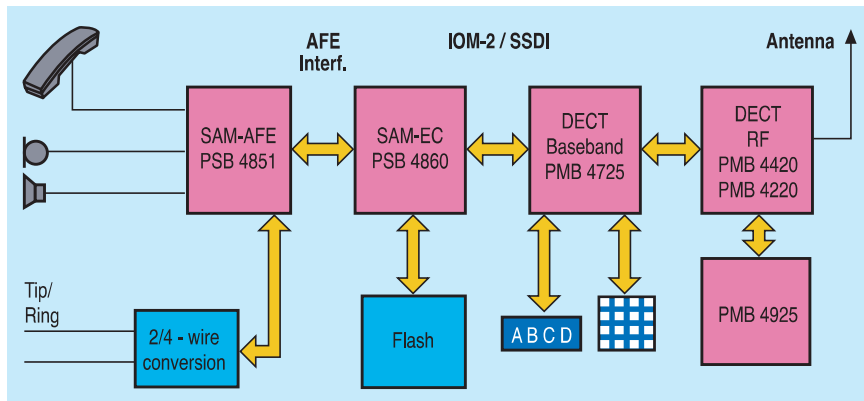 AFE
Interf.
IOM-2 / SSDI
Antenna
SAM-AFE
PSB 4851
SAM-EC
PSB 4860
DECT
Baseband
PMB 4725
DECT
RF
PMB 4420
PMB 4220
Tip/
Ring
2/4 - wire
conversion
Flash
A B C D
PMB 4925